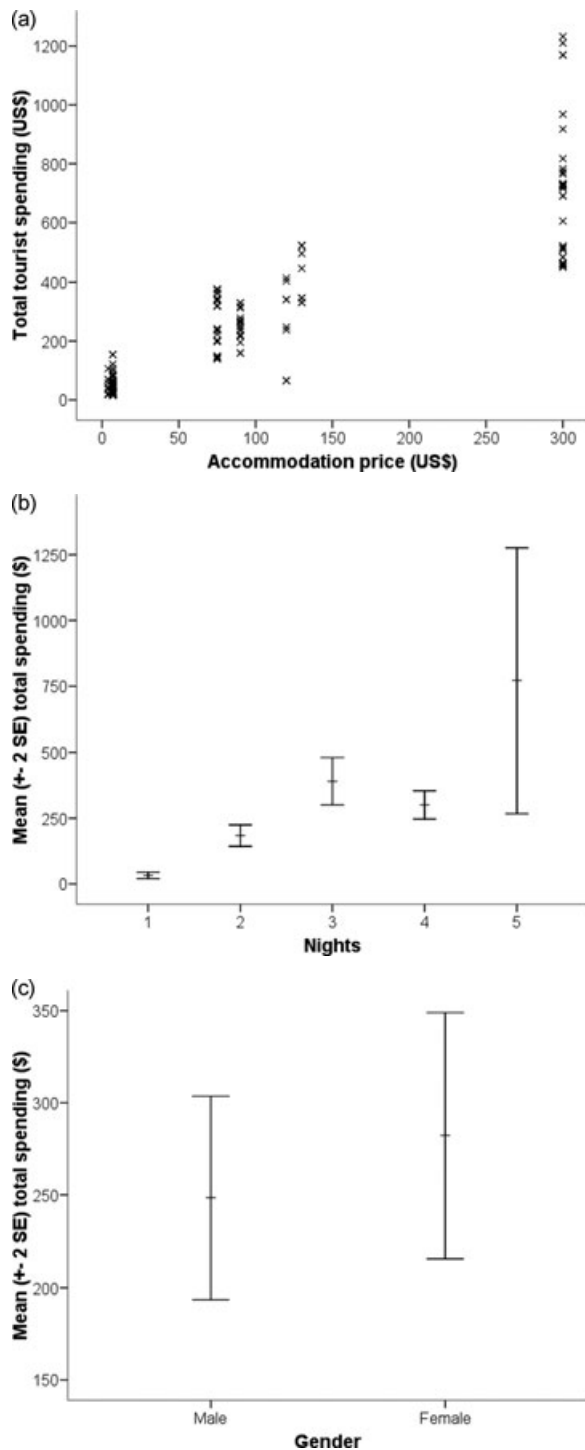 (a)
1200
1000
800
600
400
200
0
Total tourist spending (US$)
0 50 100 150 200 250 300
Accommodation price (US$)
(b)
1250
1000
750
500
250
0
Mean (+- 2 SE) total spending ($)
1 2 3 4 5
Nights
(c)
350
300
250
200
150
Mean (+- 2 SE) total spending ($)
Male Female
Gender